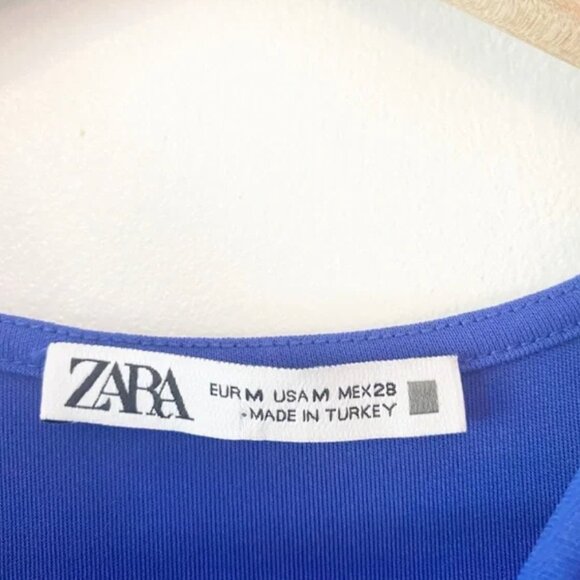 ZARA
EUR M USA M MEX 28
-MADE IN TURKEY